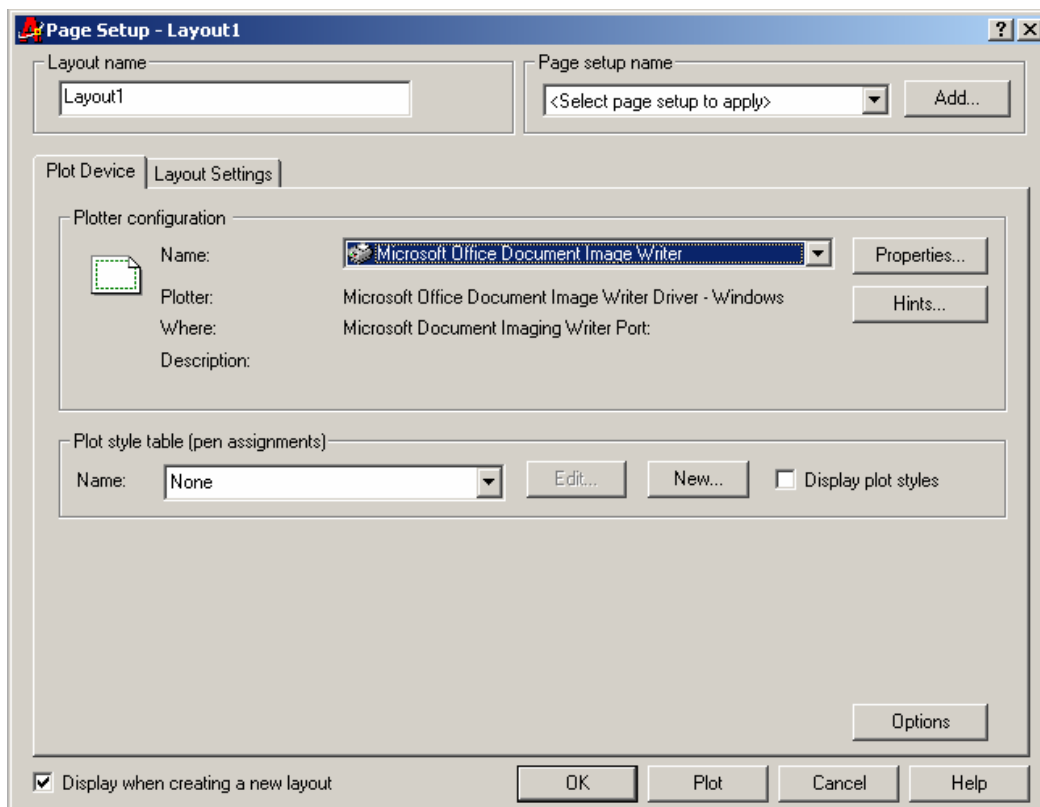 Page Setup - Layout1
Layout name
Page setup name
Layout1
<Select page setup to apply>
Add...
Plot Device
Layout Settings
Plotter configuration
Name:
Microsoft Office Document Image Writer
Properties...
Plotter:
Microsoft Office Document Image Writer Driver - Windows
Hints...
Where:
Microsoft Document Imaging Writer Port:
Description:
Plot style table (pen assignments)
Name:
None
Edit...
New...
Display plot styles
Options
Display when creating a new layout
OK
Plot
Cancel
Help